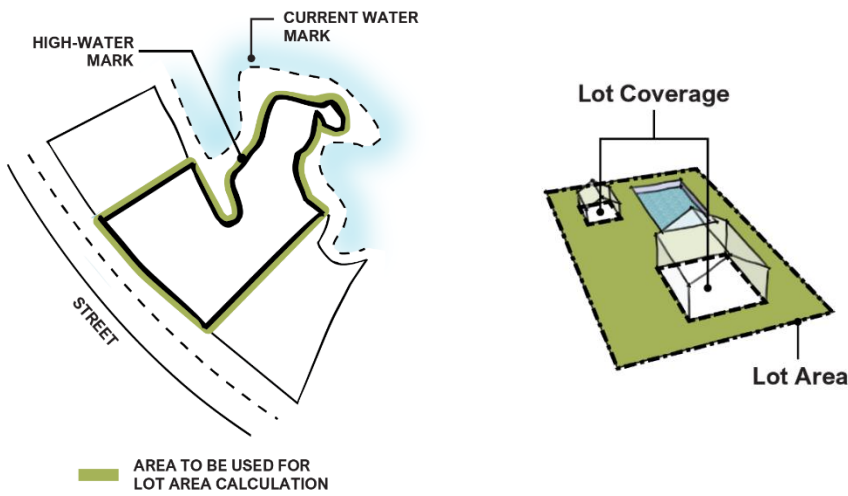 CURRENT WATER
MARK
HIGH-WATER
MARK
STREET
AREA TO BE USED FOR
LOT AREA CALCULATION
Lot Coverage
Lot Area